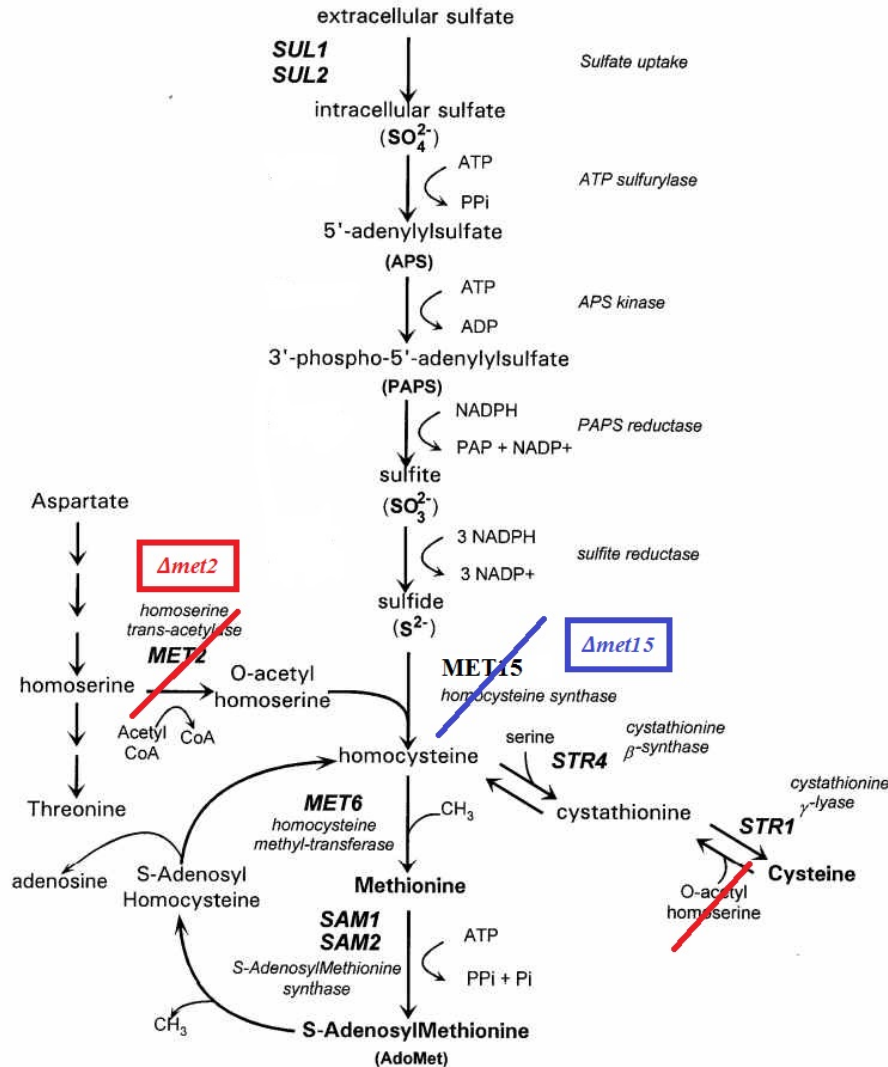 extracellular sulfate
SUL1
SUL2
Sulfate uptake
intracellular sulfate
(SO₄²⁻)
ATP
PPi
ATP sulfurylase
5'-adenylylsulfate
(APS)
ATP
ADP
APS kinase
3'-phospho-5'-adenylylsulfate
(PAPS)
NADPH
PAP + NADP+
PAPS reductase
sulfite
(SO₃²⁻)
3 NADPH
3 NADP+
sulfite reductase
sulfide
(S²⁻)
Aspartate
Δmet2
homoserine
trans-acetylase
MET2
homoserine
O-acetyl
homoserine
Acetyl
CoA
CoA
Threonine
MET15
homocysteine synthase
Δmet15
homocysteine
serine
STR4
cystathionine
β-synthase
cystathionine
cystathionine
γ-lyase
STR1
Cysteine
O-acetyl
homoserine
MET6
homocysteine
methyl-transferase
CH₃
adenosine
S-Adenosyl
Homocysteine
Methionine
SAM1
SAM2
S-AdenosylMethionine
synthase
ATP
PPi + Pi
CH₃
S-AdenosylMethionine
(AdoMet)